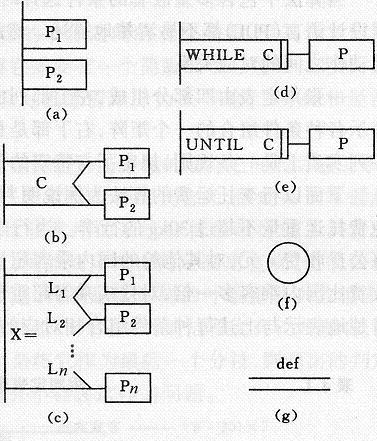 P1
P2
(a)
C
P1
P2
(b)
X=
L1
L2
⋮
Ln
P1
P2
Pn
(c)
WHILE C
P
(d)
UNTIL C
P
(e)
(f)
def
(g)